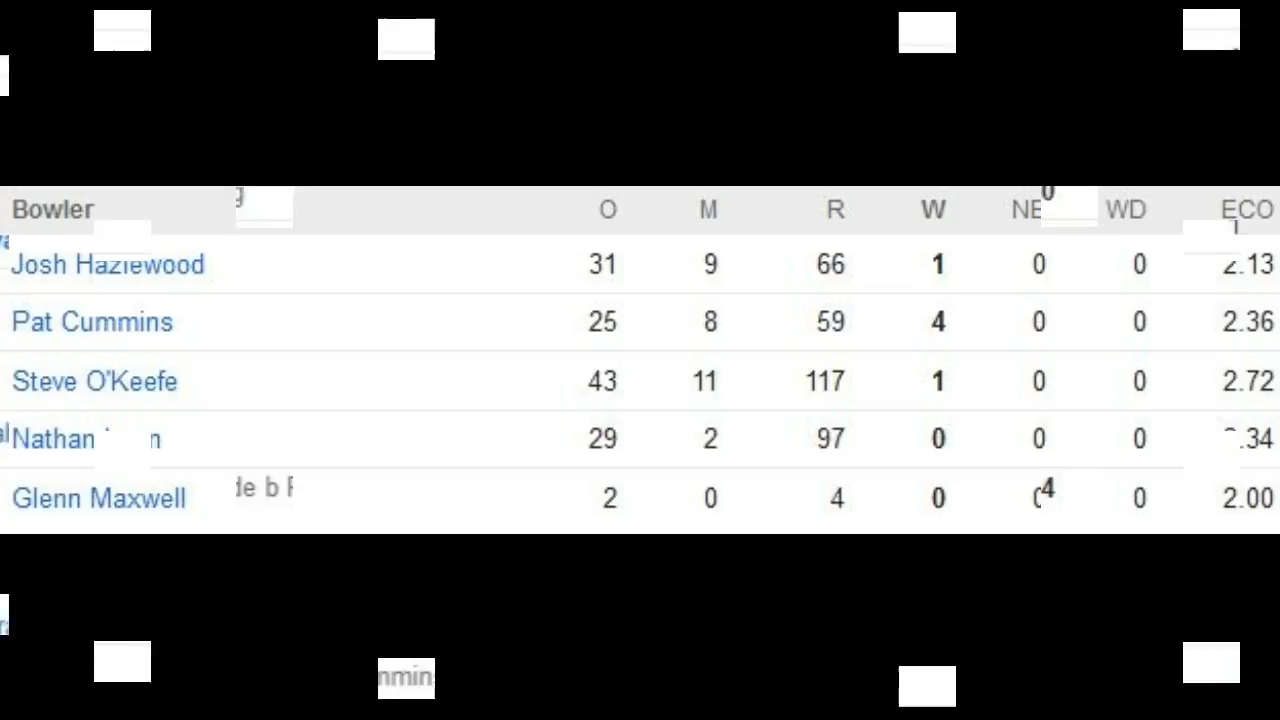 Bowler O M R W WD ECO
Josh Hazlewood 31 9 66 1 0 0 2.13
Pat Cummins 25 8 59 4 0 0 2.36
Steve O'Keefe 43 11 117 1 0 0 2.72
Nathan 29 2 97 0 0 0 .34
Glenn Maxwell de b 2 0 4 0 4 0 2.00